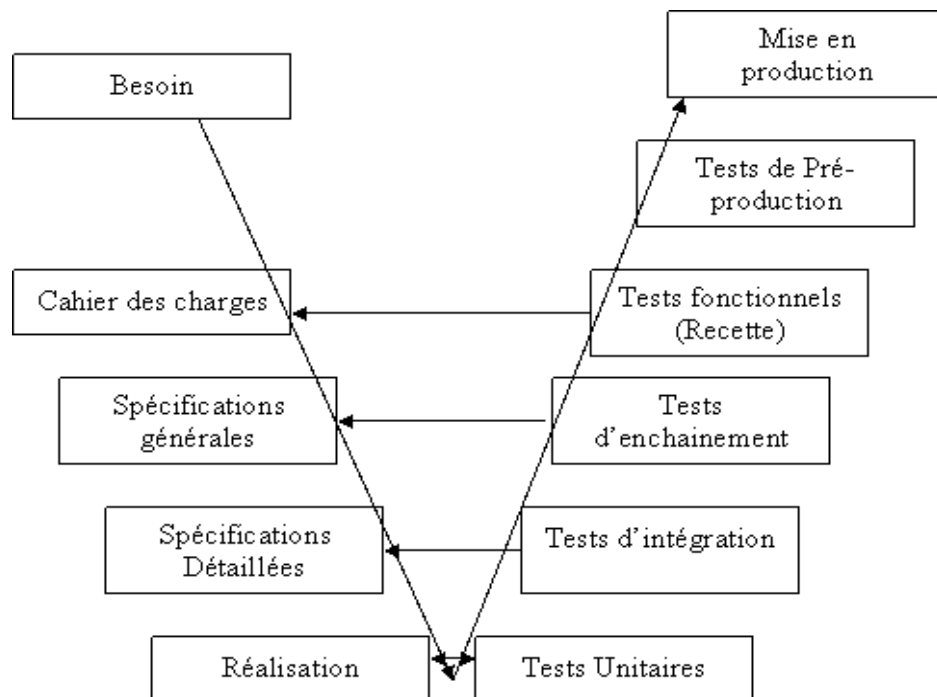 Mise en
production
Besoin
Tests de Pré-
production
Cahier des charges
Tests fonctionnels
(Recette)
Spécifications
générales
Tests
d'enchainement
Spécifications
Détaillées
Tests d'intégration
Réalisation
Tests Unitaires